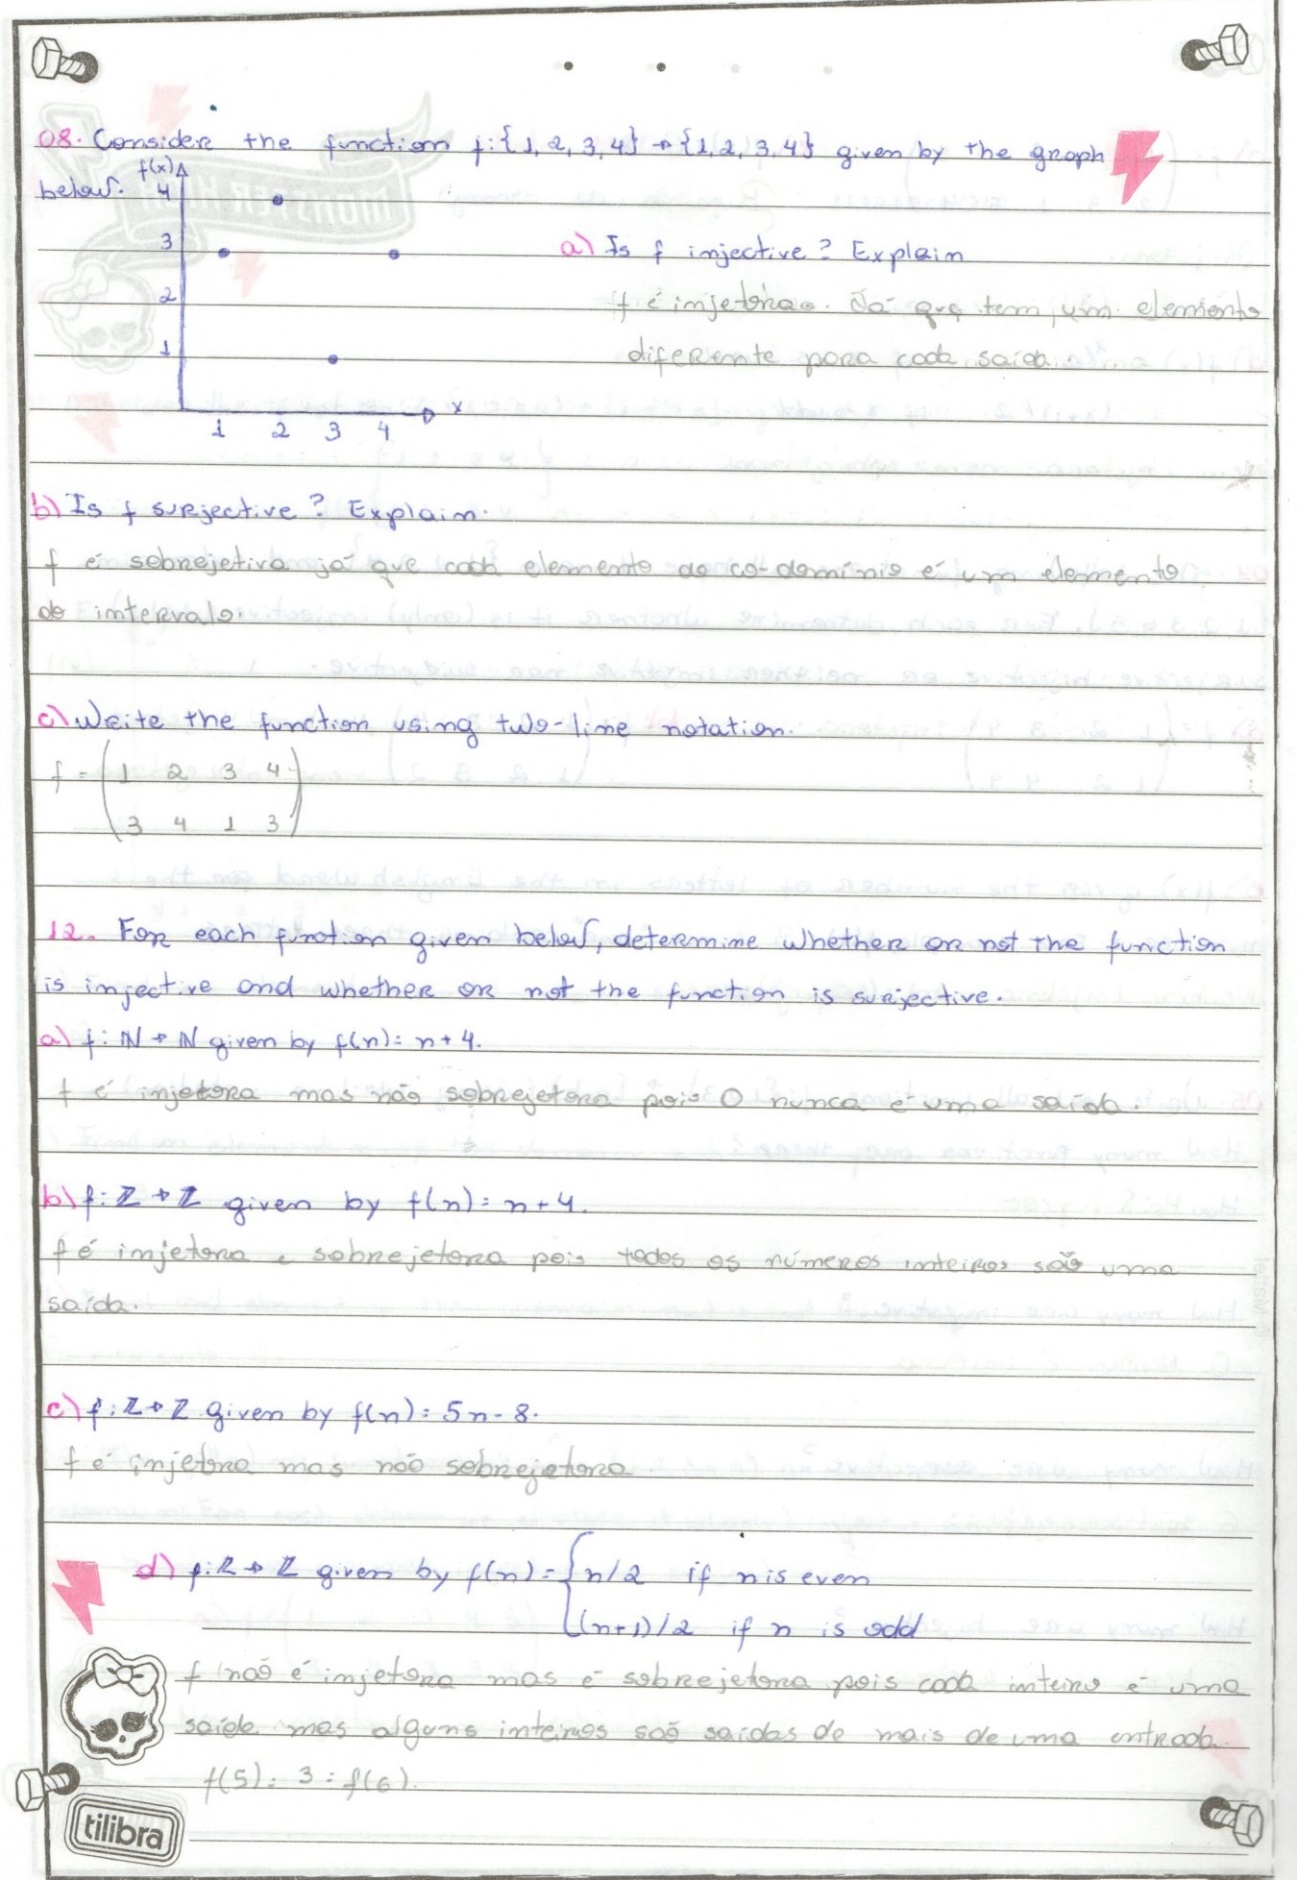 08. Consider the function f:{1,2,3,4}→{1,2,3,4} given by the graph
below.
f(x)
4
3
2
1
x
1 2 3 4
a) Is f injective? Explain
f é injetora. Já que tem, um elemento
diferente para cada saída.
b) Is f surjective? Explain.
f é sobrejetiva já que cada elemento do co-domínio é um elemento
do intervalo.
c) Write the function using two-line notation.
f = (1 2 3 4
3 4 1 3)
12. For each function given below, determine whether or not the function
is injective and whether or not the function is surjective.
a) f: ℕ→ℕ given by f(n) = n+4.
f é injetora mas não sobrejetora pois 0 nunca é uma saída.
b) f: ℤ→ℤ given by f(n) = n+4.
f é injetora e sobrejetora pois todos os números inteiros são uma
saída.
c) f: ℤ→ℤ given by f(n) = 5n-8.
f é injetora mas não sobrejetora
d) f: ℤ→ℤ given by f(n) = {n/2 if n is even
(n+1)/2 if n is odd
f não é injetora mas é sobrejetora pois cada inteiro é uma
saída mas alguns inteiros são saídas de mais de uma entrada.
f(5) = 3 = f(6).
tilibra